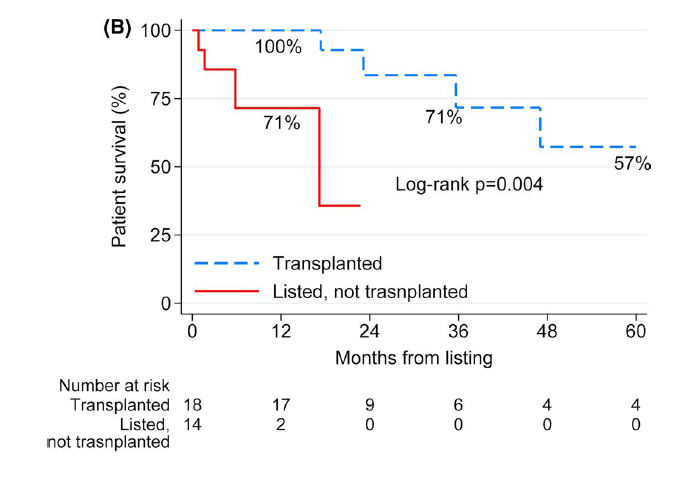 (B)
100
75
50
25
0
Patient survival (%)
100%
71%
71%
57%
Log-rank p=0.004
Transplanted
Listed, not trasnplanted
0 12 24 36 48 60
Months from listing
Number at risk
Transplanted 18 17 9 6 4 4
Listed, 14 2 0 0 0 0
not trasnplanted